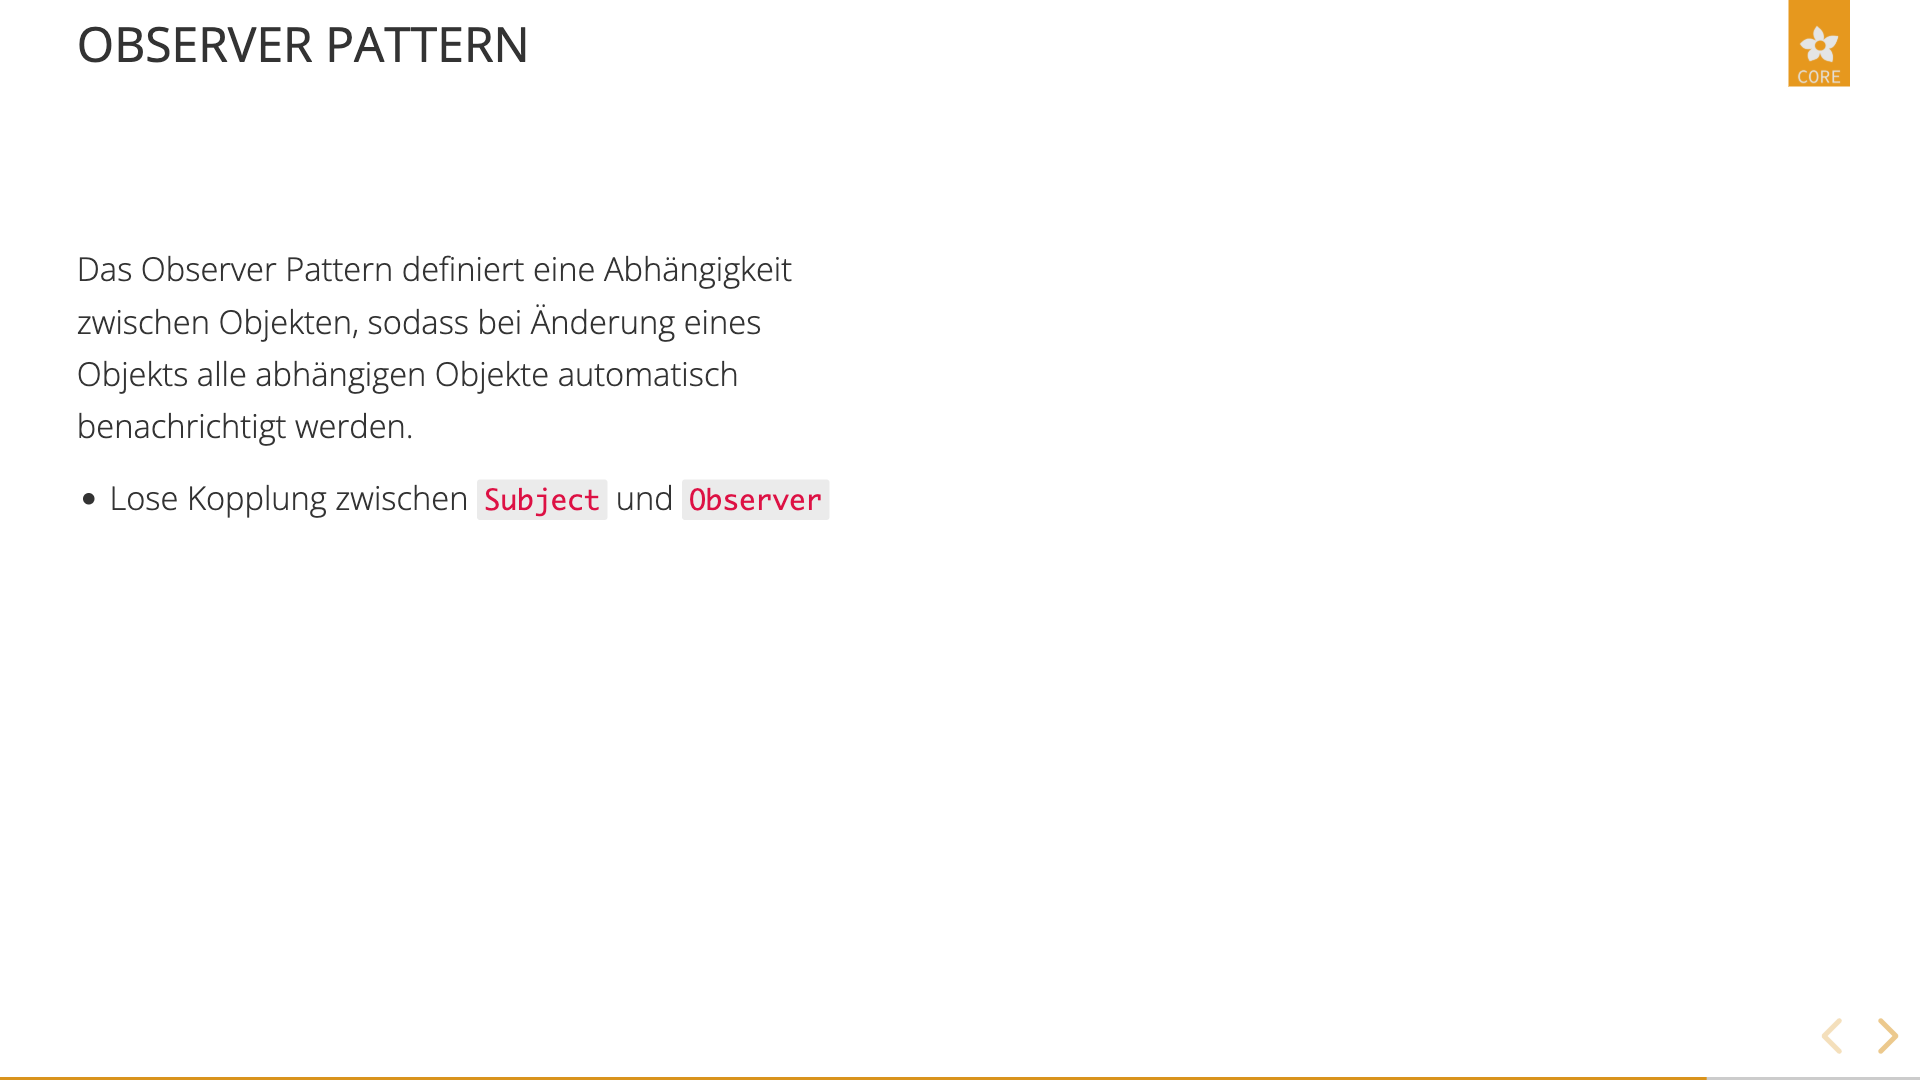 OBSERVER PATTERN
CORE
Das Observer Pattern definiert eine Abhängigkeit
zwischen Objekten, sodass bei Änderung eines
Objekts alle abhängigen Objekte automatisch
benachrichtigt werden.
• Lose Kopplung zwischen Subject und Observer